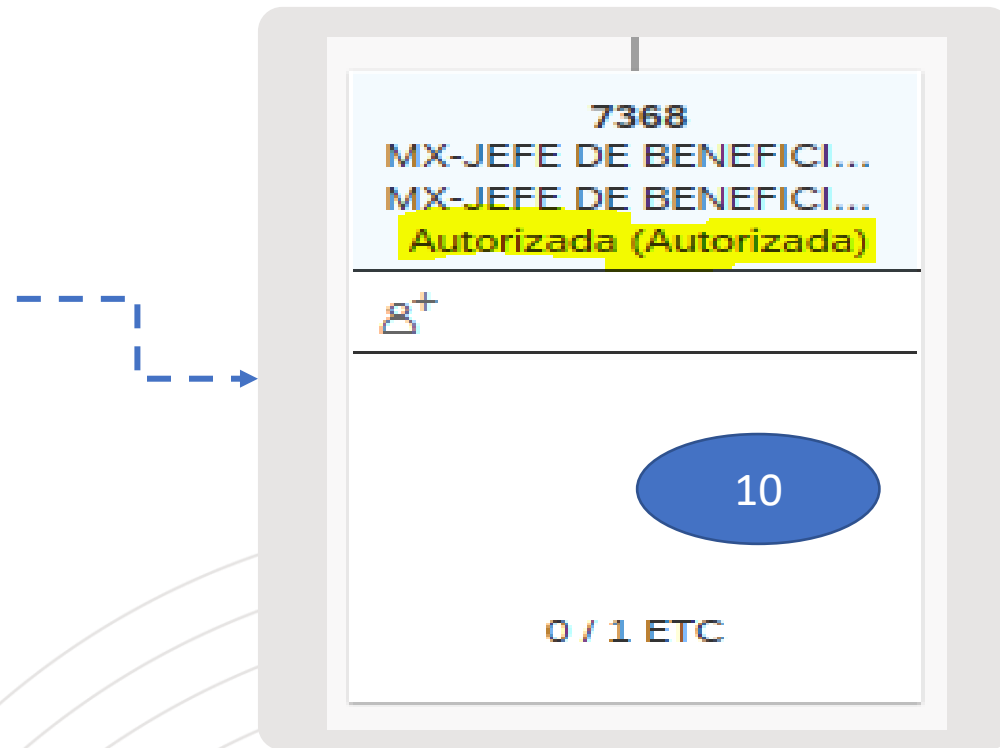 7368
MX-JEFE DE BENEFICI...
MX-JEFE DE BENEFICI...
Autorizada (Autorizada)
10
0 / 1 ETC